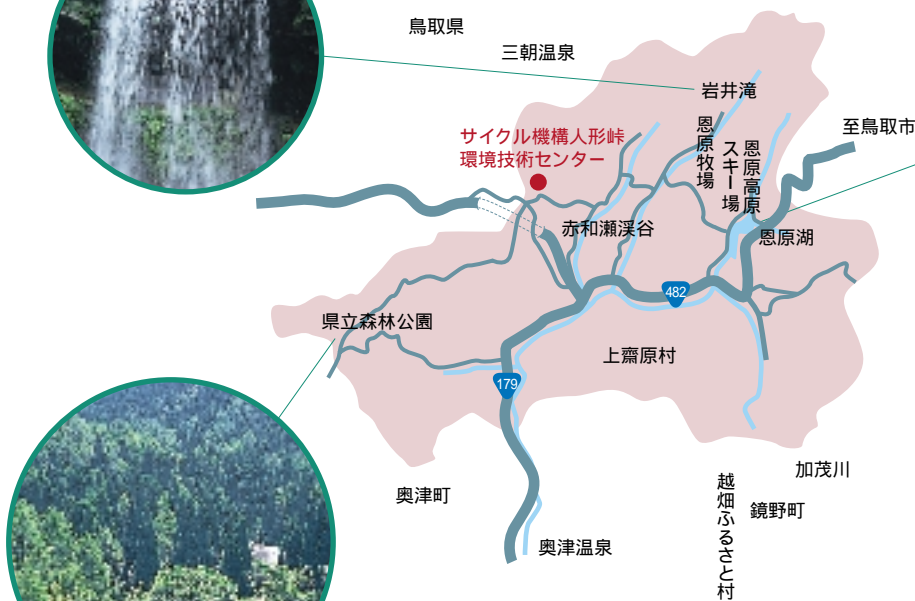 鳥取県
三朝温泉
岩井滝
至鳥取市
サイクル機構人形峠
環境技術センター
恩原牧場
恩原高原
スキー場
赤和瀬渓谷
恩原湖
482
県立森林公園
上齋原村
179
加茂川
奥津町
越畑ふるさと村
鏡野町
奥津温泉